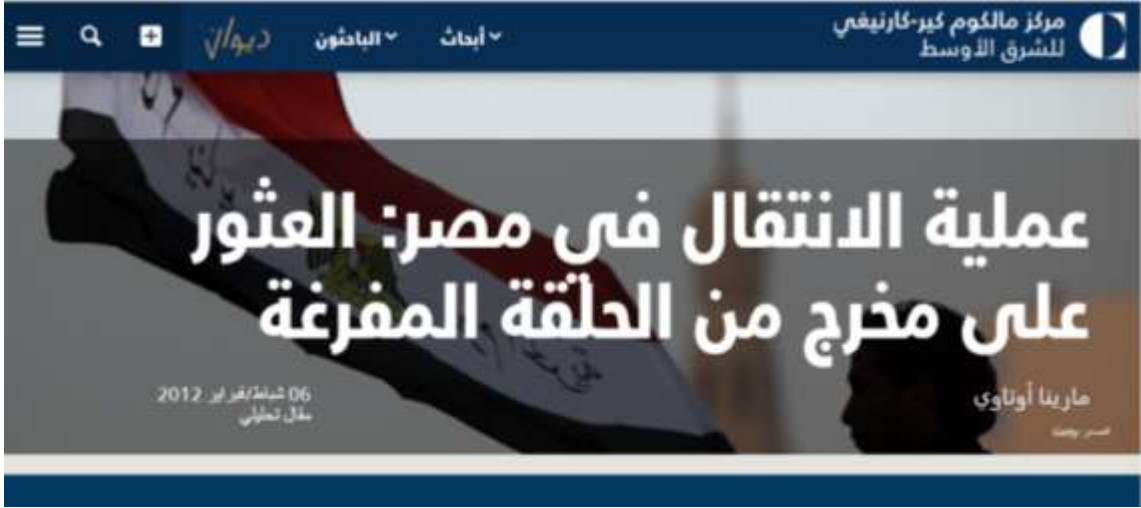 مركز مالكوم كير-كارنيغي
للشرق الأوسط
أبحاث
الباحثون
ديوان
عملية الانتقال في مصر: العثور
على مخرج من الحلقة المفرغة
مارينا أوتاوي
06 شباط/فبراير 2012
مقال تحليلي